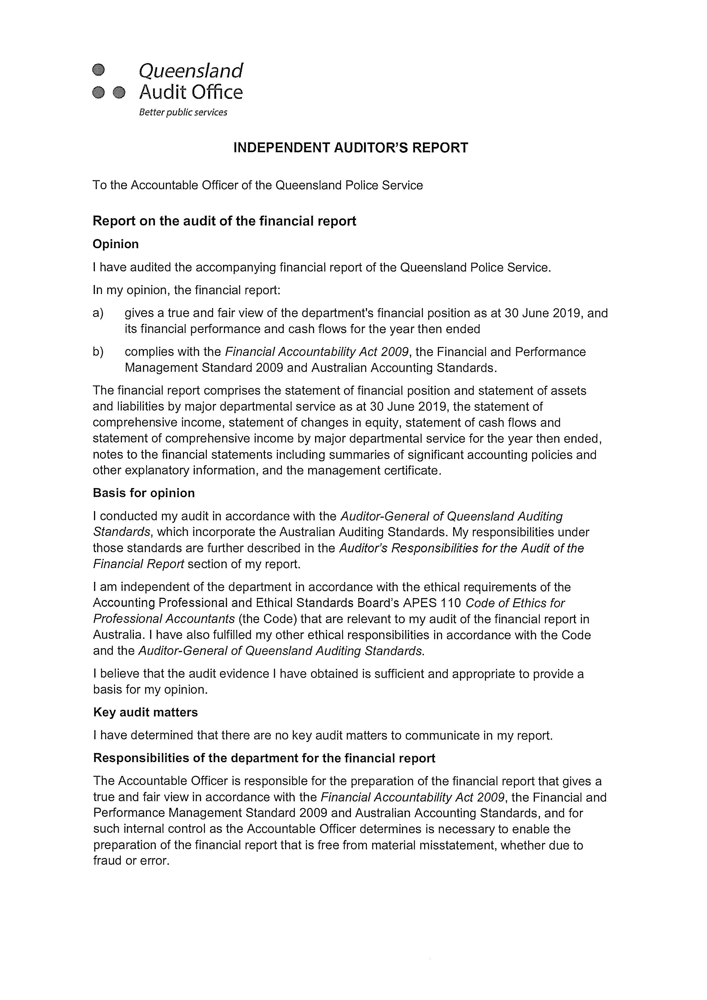 Queensland
Audit Office
Better public services
INDEPENDENT AUDITOR'S REPORT
To the Accountable Officer of the Queensland Police Service
Report on the audit of the financial report
Opinion
I have audited the accompanying financial report of the Queensland Police Service.
In my opinion, the financial report:
a) gives a true and fair view of the department's financial position as at 30 June 2019, and
its financial performance and cash flows for the year then ended
b) complies with the Financial Accountability Act 2009, the Financial and Performance
Management Standard 2009 and Australian Accounting Standards.
The financial report comprises the statement of financial position and statement of assets
and liabilities by major departmental service as at 30 June 2019, the statement of
comprehensive income, statement of changes in equity, statement of cash flows and
statement of comprehensive income by major departmental service for the year then ended,
notes to the financial statements including summaries of significant accounting policies and
other explanatory information, and the management certificate.
Basis for opinion
I conducted my audit in accordance with the Auditor-General of Queensland Auditing
Standards, which incorporate the Australian Auditing Standards. My responsibilities under
those standards are further described in the Auditor's Responsibilities for the Audit of the
Financial Report section of my report.
I am independent of the department in accordance with the ethical requirements of the
Accounting Professional and Ethical Standards Board's APES 110 Code of Ethics for
Professional Accountants (the Code) that are relevant to my audit of the financial report in
Australia. I have also fulfilled my other ethical responsibilities in accordance with the Code
and the Auditor-General of Queensland Auditing Standards.
I believe that the audit evidence I have obtained is sufficient and appropriate to provide a
basis for my opinion.
Key audit matters
I have determined that there are no key audit matters to communicate in my report.
Responsibilities of the department for the financial report
The Accountable Officer is responsible for the preparation of the financial report that gives a
true and fair view in accordance with the Financial Accountability Act 2009, the Financial and
Performance Management Standard 2009 and Australian Accounting Standards, and for
such internal control as the Accountable Officer determines is necessary to enable the
preparation of the financial report that is free from material misstatement, whether due to
fraud or error.